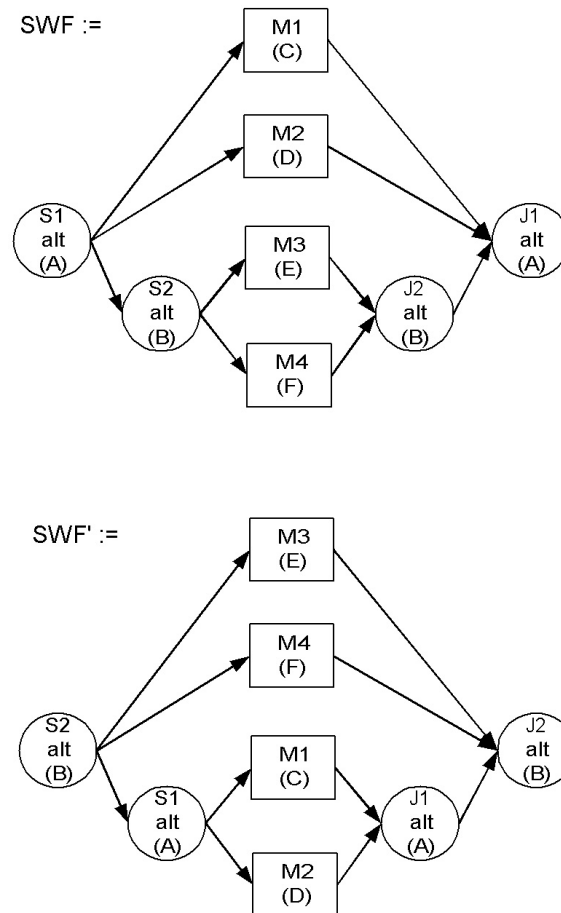 SWF :=
M1
(C)
M2
(D)
S1
alt
(A)
M3
(E)
J1
alt
(A)
S2
alt
(B)
J2
alt
(B)
M4
(F)
SWF' :=
M3
(E)
M4
(F)
S2
alt
(B)
M1
(C)
J2
alt
(B)
S1
alt
(A)
J1
alt
(A)
M2
(D)